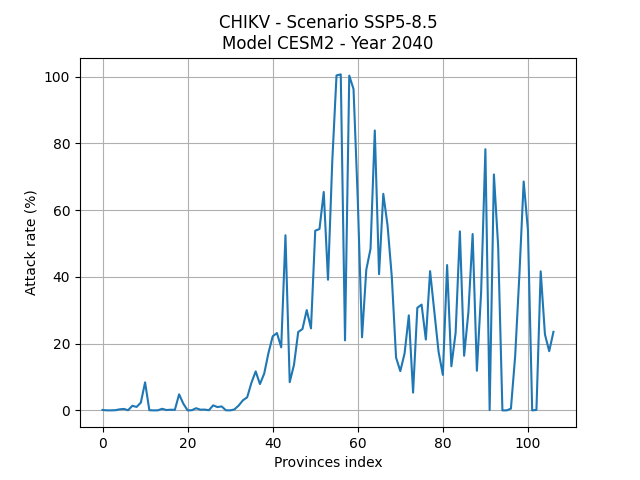 CHIKV - Scenario SSP5-8.5
Model CESM2 - Year 2040
Attack rate (%)
100
80
60
40
20
0
0 20 40 60 80 100
Provinces index